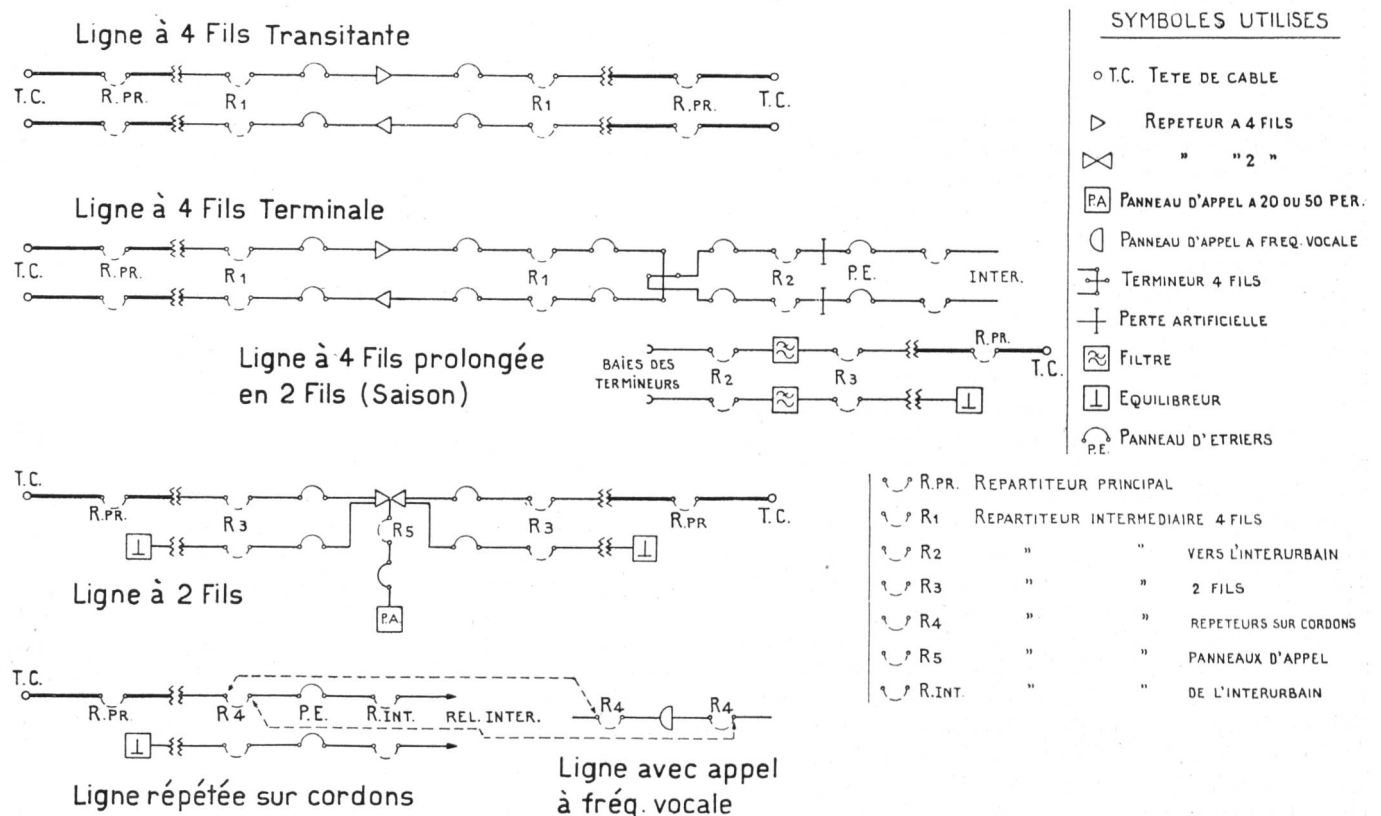 Ligne à 4 Fils Transitante
T.C. R.PR. R1 R1 R.PR. T.C.
Ligne à 4 Fils Terminale
T.C. R.PR. R1 R1 R2 P.E. INTER.
Ligne à 4 Fils prolongée
en 2 Fils (Saison)
BAÏES DES
TERMINEURS
R2 R3 R.PR. T.C.
T.C. R.PR. R3 R5 R3 R.PR T.C.
P.A.
Ligne à 2 Fils
T.C. R.PR. R4 P.E. R.INT. REL. INTER.
R4 R4
Ligne répétée sur cordons
Ligne avec appel
à fréq. vocale
SYMBOLES UTILISES
T.C. TETE DE CABLE
REPETEUR A 4 FILS
" " 2 "
P.A PANNEAU D'APPEL A 20 OU 50 PER.
PANNEAU D'APPEL A FREQ. VOCALE
TERMINEUR 4 FILS
PERTE ARTIFICIELLE
FILTRE
EQUILIBREUR
P.E. PANNEAU D'ETRIERS
R.PR. REPARTITEUR PRINCIPAL
R1 REPARTITEUR INTERMEDIAIRE 4 FILS
R2 " " VERS L'INTERURBAIN
R3 " " 2 FILS
R4 " " REPETEURS SUR CORDONS
R5 " " PANNEAUX D'APPEL
R.INT. " " DE L'INTERURBAIN